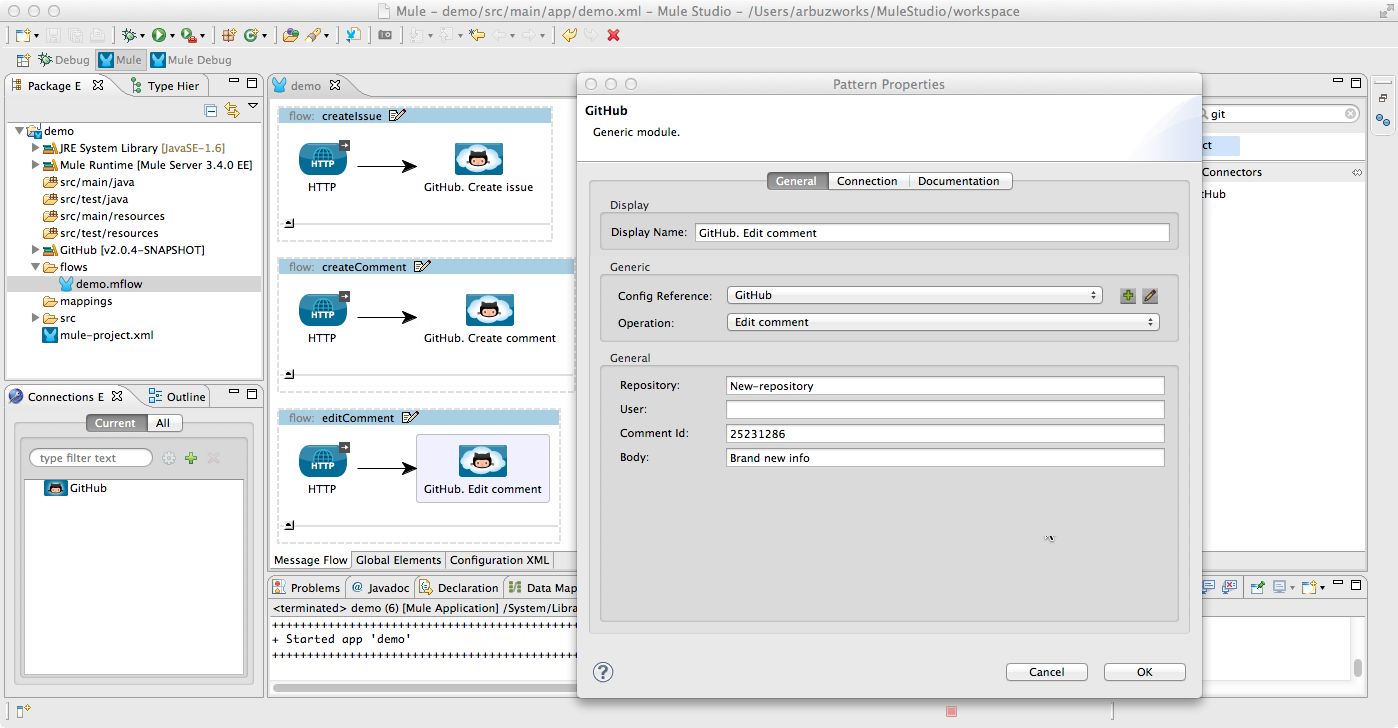 Mule – demo/src/main/app/demo.xml – Mule Studio – /Users/arbuzworks/MuleStudio/workspace
Debug Mule Mule Debug
Package E Type Hier
demo
JRE System Library [JavaSE-1.6]
Mule Runtime [Mule Server 3.4.0 EE]
src/main/java
src/test/java
src/main/resources
src/test/resources
GitHub [v2.0.4-SNAPSHOT]
flows
demo.mflow
mappings
src
mule-project.xml
Connections E Outline
Current All
type filter text
GitHub
demo
flow: createIssue
HTTP
HTTP GitHub. Create issue
flow: createComment
HTTP
HTTP GitHub. Create comment
flow: editComment
HTTP
HTTP GitHub. Edit comment
Message Flow Global Elements Configuration XML
Problems @ Javadoc Declaration Data Map
<terminated> demo (6) [Mule Application] /System/Libra
++++++++++++++++++++++++++++++++++++++++++++
+ Started app 'demo'
++++++++++++++++++++++++++++++++++++++++++++
Pattern Properties
GitHub
Generic module.
General Connection Documentation
Display
Display Name: GitHub. Edit comment
Generic
Config Reference: GitHub
Operation: Edit comment
General
Repository: New-repository
User:
Comment Id: 25231286
Body: Brand new info
? Cancel OK
git
ct
Connectors
tHub